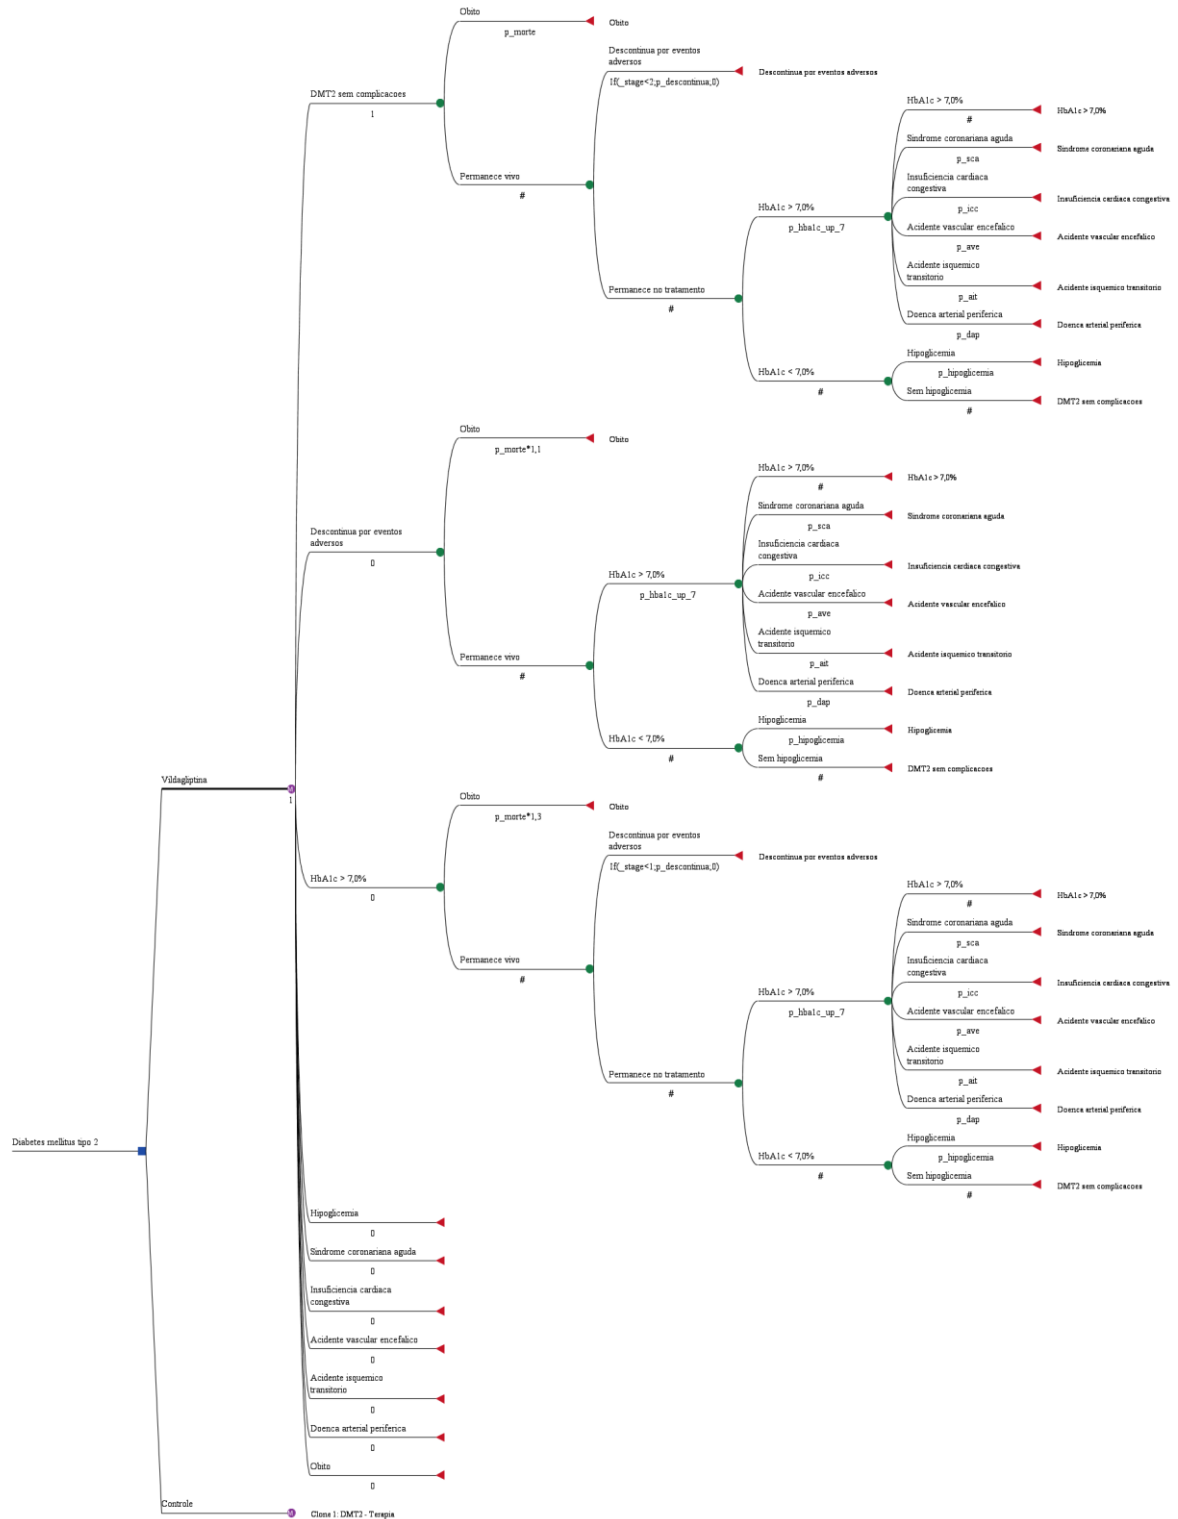 Obito
p_morte
Obito
Descontinua por eventos
adversos
If(_stage<2;p_descontinua;0)
Descontinua por eventos adversos
DMT2 sem complicacoes
1
HbA1c > 7,0%
#
HbA1c > 7,0%
Sindrome coronariana aguda
p_sca
Sindrome coronariana aguda
Permanece vivo
#
Insuficiencia cardiaca
congestiva
p_icc
Insuficiencia cardiaca congestiva
HbA1c > 7,0%
p_hba1c_up_7
Acidente vascular encefalico
p_ave
Acidente vascular encefalico
Acidente isquemico
transitorio
p_ait
Acidente isquemico transitorio
Permanece no tratamento
#
Doenca arterial periferica
p_dap
Doenca arterial periferica
Hipoglicemia
p_hipoglicemia
Hipoglicemia
HbA1c < 7,0%
#
Sem hipoglicemia
#
DMT2 sem complicacoes
Obito
p_morte*1,1
Obito
HbA1c > 7,0%
#
HbA1c > 7,0%
Sindrome coronariana aguda
p_sca
Sindrome coronariana aguda
Descontinua por eventos
adversos
0
Insuficiencia cardiaca
congestiva
p_icc
Insuficiencia cardiaca congestiva
HbA1c > 7,0%
p_hba1c_up_7
Acidente vascular encefalico
p_ave
Acidente vascular encefalico
Acidente isquemico
transitorio
p_ait
Acidente isquemico transitorio
Permanece vivo
#
Doenca arterial periferica
p_dap
Doenca arterial periferica
Hipoglicemia
p_hipoglicemia
Hipoglicemia
HbA1c < 7,0%
#
Sem hipoglicemia
#
DMT2 sem complicacoes
Vildagliptina
1
Obito
p_morte*1,3
Obito
Descontinua por eventos
adversos
If(_stage<1;p_descontinua;0)
Descontinua por eventos adversos
HbA1c > 7,0%
0
HbA1c > 7,0%
#
HbA1c > 7,0%
Sindrome coronariana aguda
p_sca
Sindrome coronariana aguda
Permanece vivo
#
Insuficiencia cardiaca
congestiva
p_icc
Insuficiencia cardiaca congestiva
HbA1c > 7,0%
p_hba1c_up_7
Acidente vascular encefalico
p_ave
Acidente vascular encefalico
Acidente isquemico
transitorio
p_ait
Acidente isquemico transitorio
Permanece no tratamento
#
Doenca arterial periferica
p_dap
Doenca arterial periferica
Hipoglicemia
p_hipoglicemia
Hipoglicemia
HbA1c < 7,0%
#
Sem hipoglicemia
#
DMT2 sem complicacoes
Diabetes mellitus tipo 2
Hipoglicemia
0
Sindrome coronariana aguda
0
Insuficiencia cardiaca
congestiva
0
Acidente vascular encefalico
0
Acidente isquemico
transitorio
0
Doenca arterial periferica
0
Obito
0
Controle
Clone 1: DMT2 - Terapia